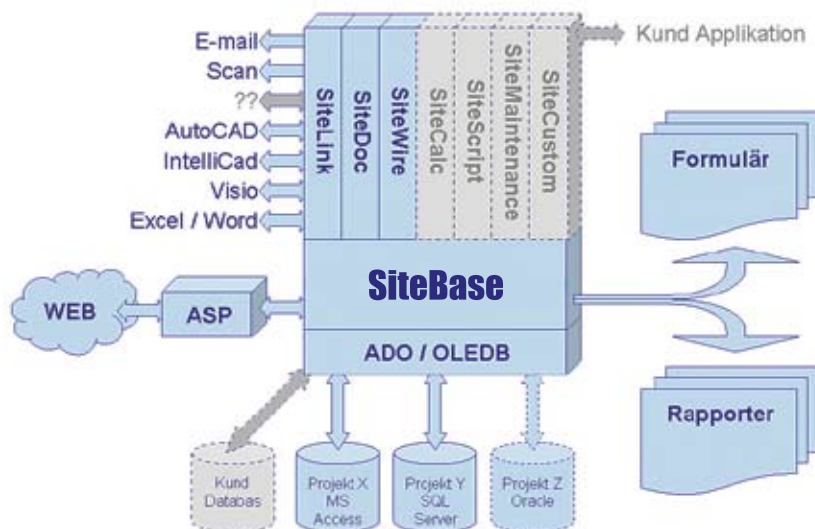 E-mail
Scan
??
AutoCAD
IntelliCad
Visio
Excel / Word
SiteLink
SiteDoc
SiteWire
SiteCalc
SiteScript
SiteMaintenance
SiteCustom
Kund Applikation
Formulär
WEB
ASP
SiteBase
ADO / OLEDB
Rapporter
Kund
Databas
Projekt X
MS
Access
Projekt Y
SQL
Server
Projekt Z
Oracle